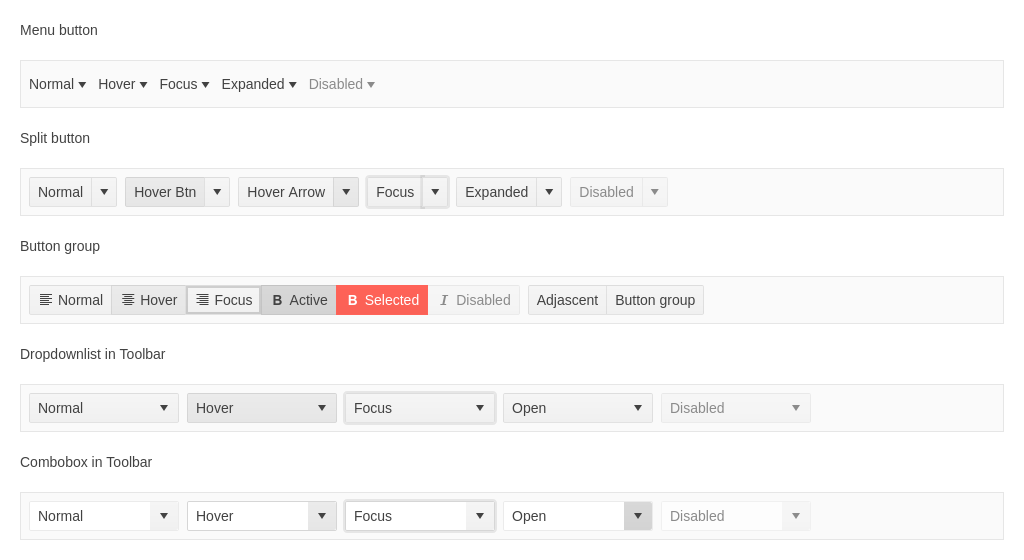 Menu button
Normal Hover Focus Expanded Disabled
Split button
Normal Hover Btn Hover Arrow Focus Expanded Disabled
Button group
Normal Hover Focus B Active B Selected I Disabled Adjascent Button group
Dropdownlist in Toolbar
Normal Hover Focus Open Disabled
Combobox in Toolbar
Normal Hover Focus Open Disabled